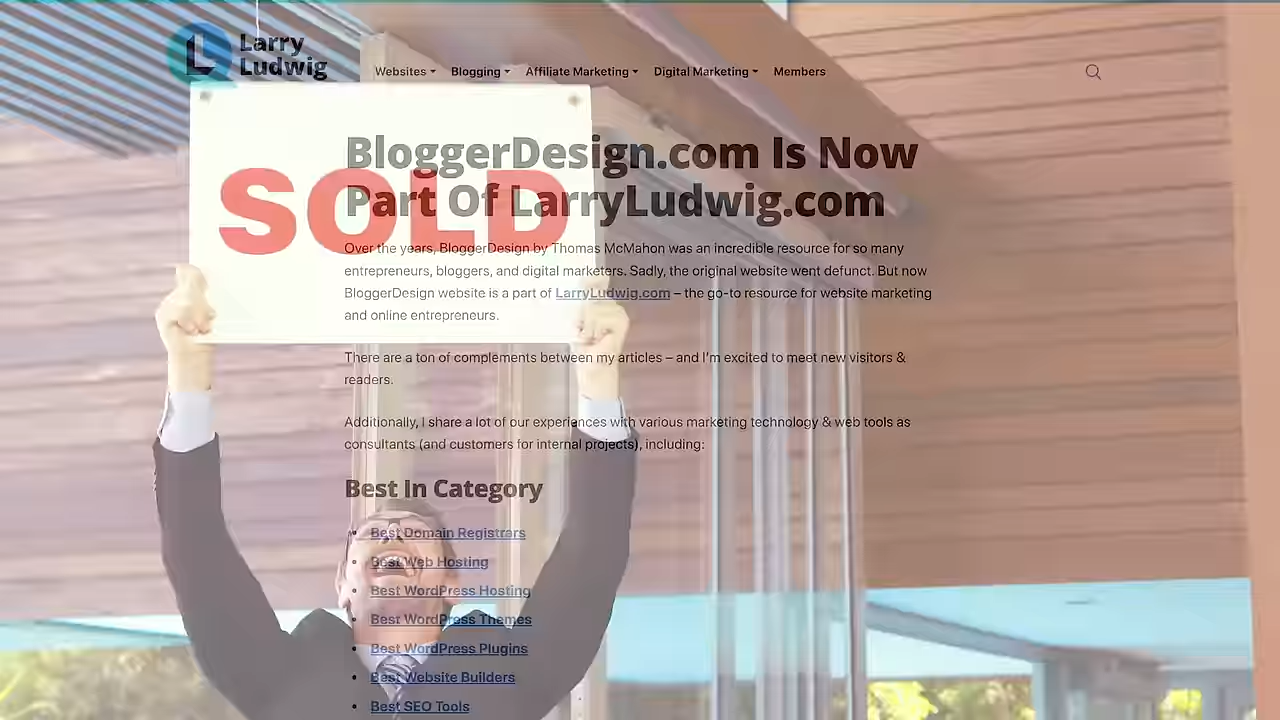 Larry
Ludwig
Websites Blogging Affiliate Marketing Digital Marketing Members
BloggerDesign.com Is Now
Part Of LarryLudwig.com
SOLD
Over the years, BloggerDesign by Thomas McMahon was an incredible resource for so many
entrepreneurs, bloggers, and digital marketers. Sadly, the original website went defunct. But now
BloggerDesign website is a part of LarryLudwig.com – the go-to resource for website marketing
and online entrepreneurs.
There are a ton of complements between my articles – and I'm excited to meet new visitors &
readers.
Additionally, I share a lot of our experiences with various marketing technology & web tools as
consultants (and customers for internal projects), including:
Best In Category
• Best Domain Registrars
• Best Web Hosting
• Best WordPress Hosting
• Best WordPress Themes
• Best WordPress Plugins
• Best Website Builders
• Best SEO Tools